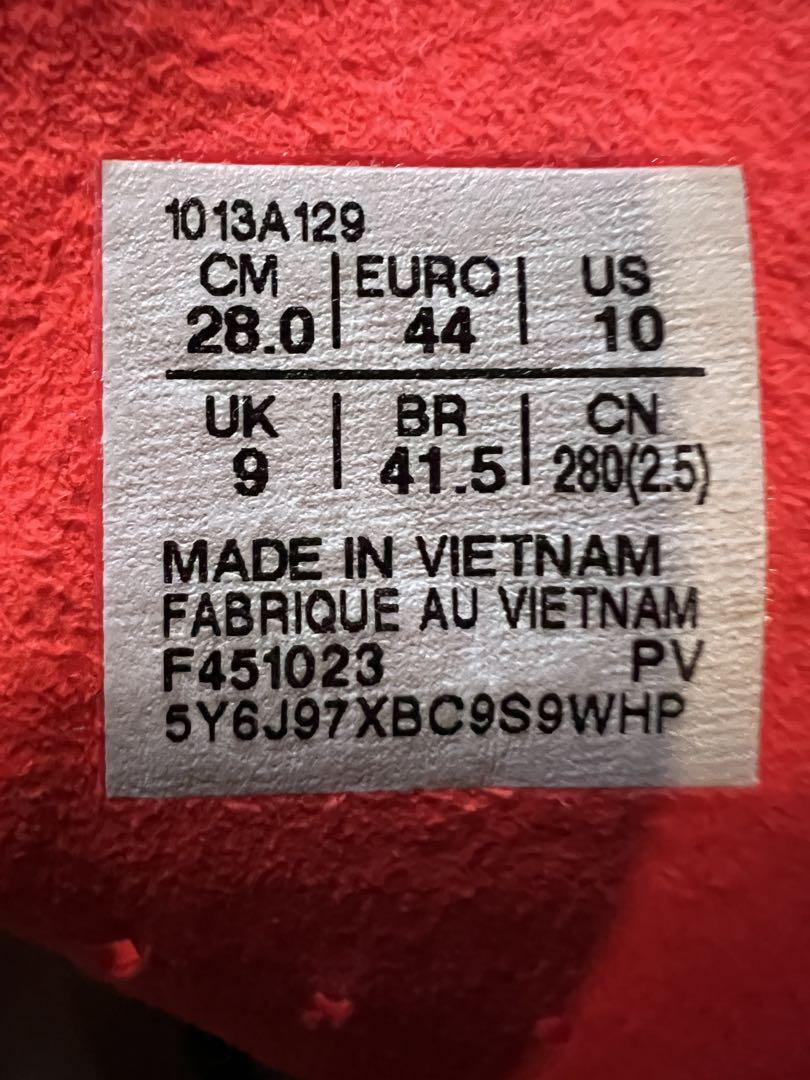 1013A129
CM | EURO | US
28.0 | 44 | 10
UK | BR | CN
9 | 41.5 | 280(2.5)
MADE IN VIETNAM
FABRIQUE AU VIETNAM
F451023 PV
5Y6J97XBC9S9WHP